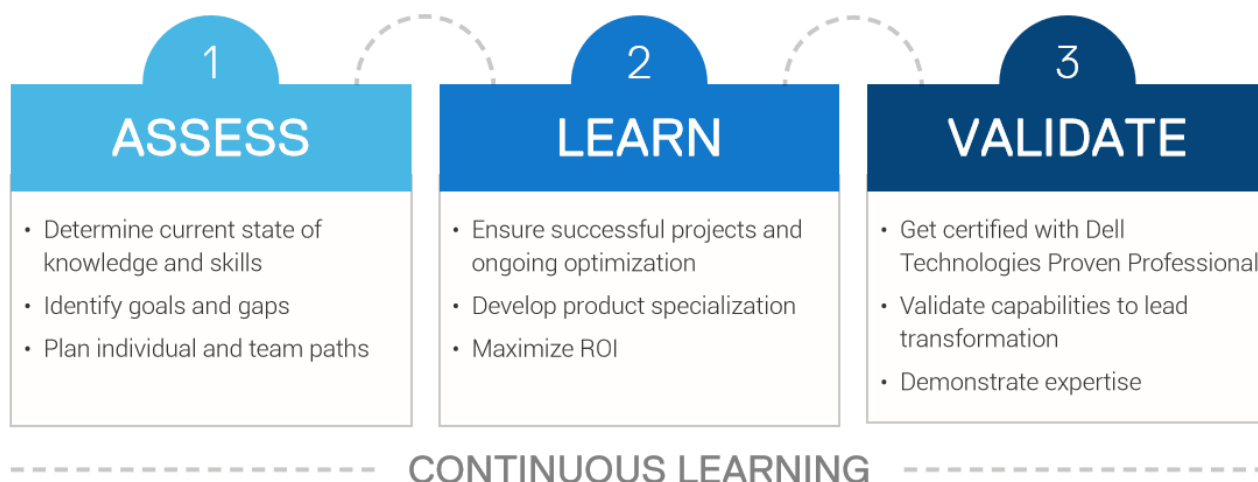 1
ASSESS
• Determine current state of
knowledge and skills
• Identify goals and gaps
• Plan individual and team paths
2
LEARN
• Ensure successful projects and
ongoing optimization
• Develop product specialization
• Maximize ROI
3
VALIDATE
• Get certified with Dell
Technologies Proven Professional
• Validate capabilities to lead
transformation
• Demonstrate expertise
CONTINUOUS LEARNING